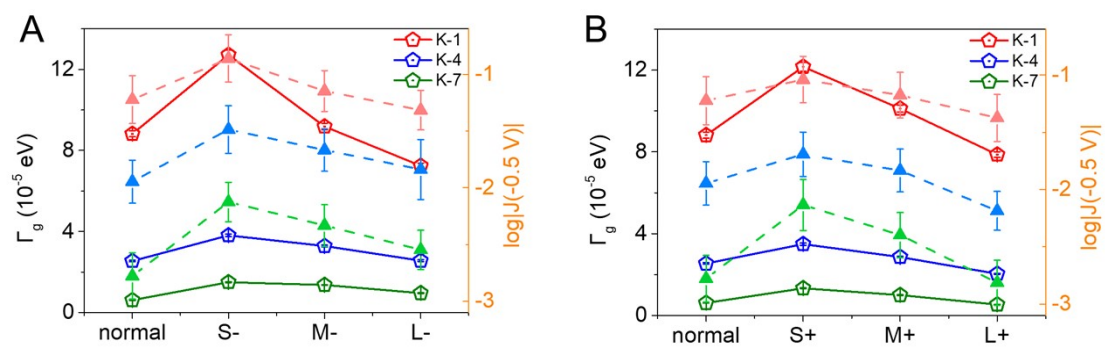 A
K-1
K-4
K-7
12
8
4
0
Γg (10-5 eV)
-1
-2
-3
log|J(-0.5 V)|
normal
S-
M-
L-
B
K-1
K-4
K-7
12
8
4
0
Γg (10-5 eV)
-1
-2
-3
log|J(-0.5 V)|
normal
S+
M+
L+